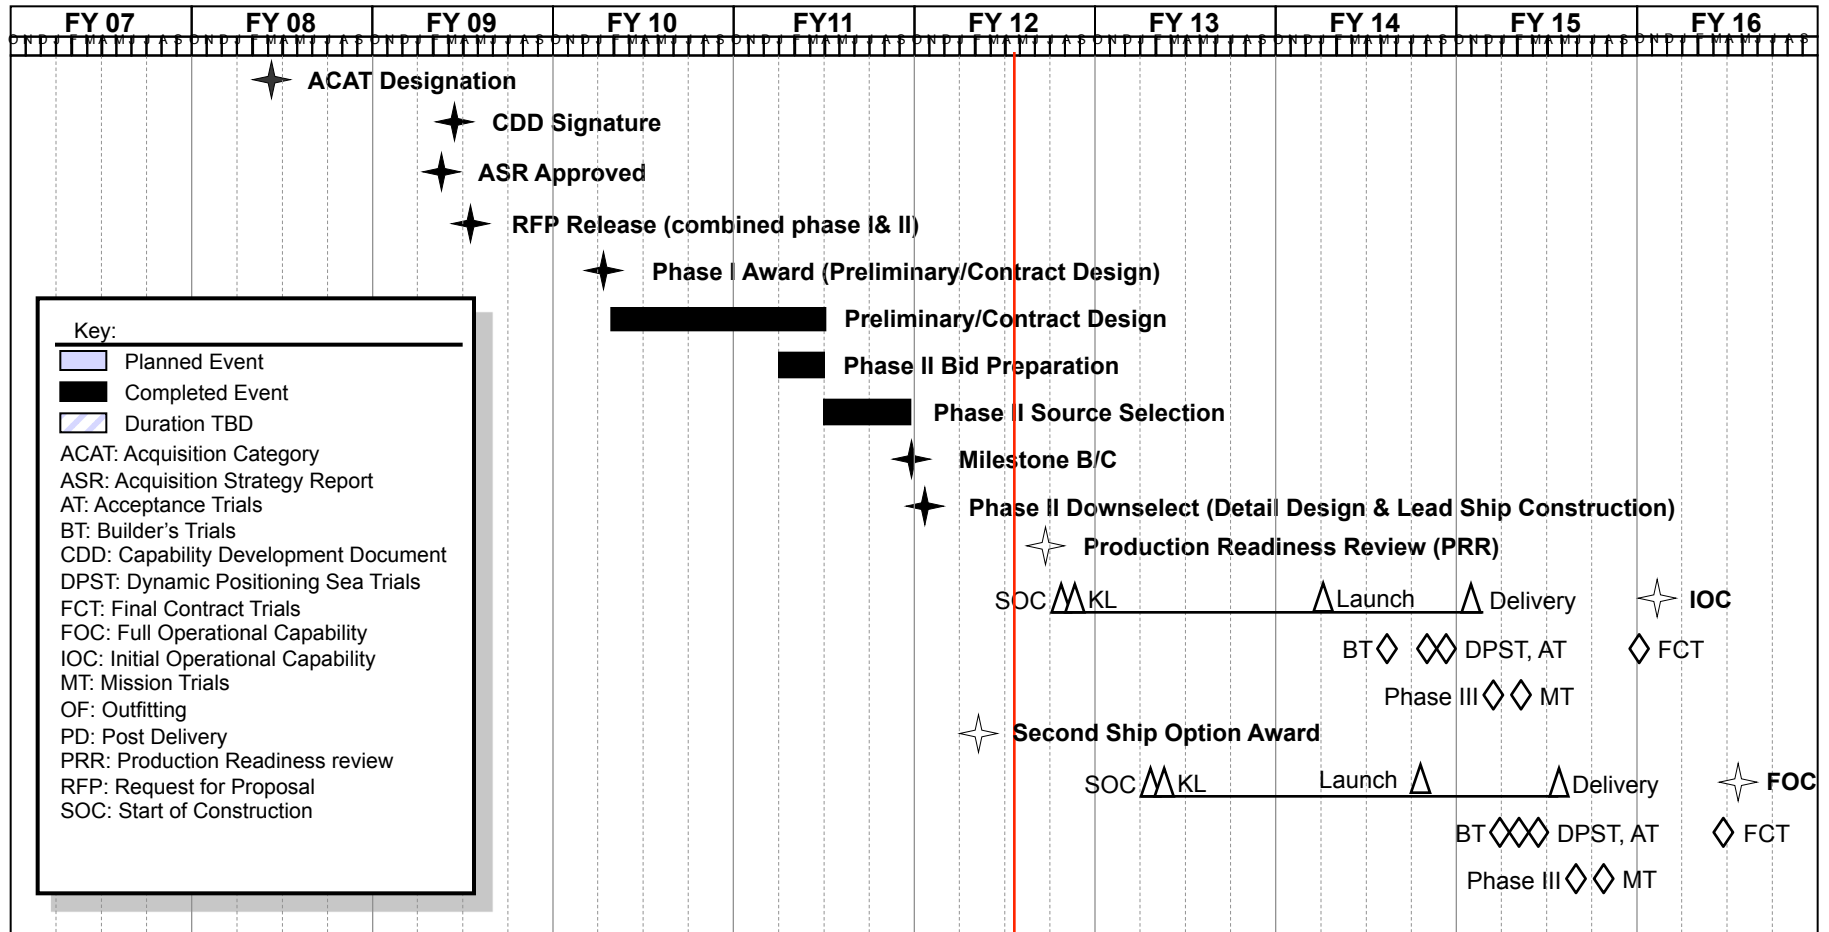 FY 07 FY 08 FY 09 FY 10 FY11 FY 12 FY 13 FY 14 FY 15 FY 16
O N D J F M A M J J A S O N D J F M A M J J A S O N D J F M A M J J A S O N D J F M A M J J A S O N D J F M A M J J A S O N D J F M A M J J A S O N D J F M A M J J A S O N D J F M A M J J A S O N D J F M A M J J A S O N D J F M A M J J A S
ACAT Designation
CDD Signature
ASR Approved
RFP Release (combined phase I& II)
Phase I Award (Preliminary/Contract Design)
Preliminary/Contract Design
Phase II Bid Preparation
Phase II Source Selection
Milestone B/C
Phase II Downselect (Detail Design & Lead Ship Construction)
Production Readiness Review (PRR)
SOC KL Launch Delivery IOC
BT DPST, AT FCT
Phase III MT
Second Ship Option Award
SOC KL Launch Delivery FOC
BT DPST, AT FCT
Phase III MT
Key:
Planned Event
Completed Event
Duration TBD
ACAT: Acquisition Category
ASR: Acquisition Strategy Report
AT: Acceptance Trials
BT: Builder's Trials
CDD: Capability Development Document
DPST: Dynamic Positioning Sea Trials
FCT: Final Contract Trials
FOC: Full Operational Capability
IOC: Initial Operational Capability
MT: Mission Trials
OF: Outfitting
PD: Post Delivery
PRR: Production Readiness review
RFP: Request for Proposal
SOC: Start of Construction